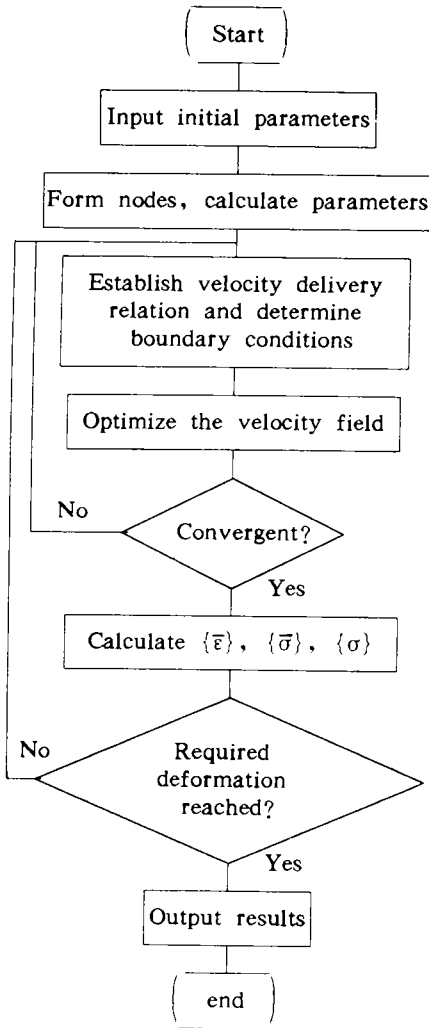 Start
Input initial parameters
Form nodes, calculate parameters
Establish velocity delivery
relation and determine
boundary conditions
Optimize the velocity field
No
Convergent?
Yes
Calculate {ε̅}, {σ̅}, {σ}
No
Required
deformation
reached?
Yes
Output results
end